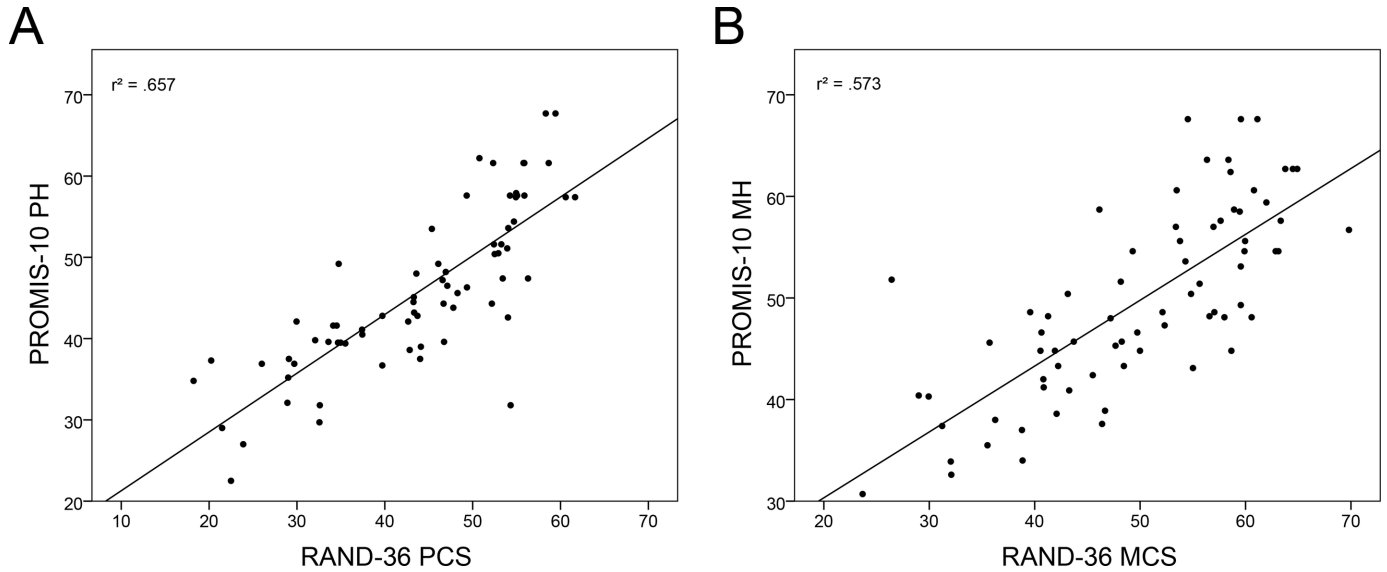 A
r² = .657
70
60
50
40
30
20
10 20 30 40 50 60 70
PROMIS-10 PH
RAND-36 PCS
B
r² = .573
70
60
50
40
30
20 30 40 50 60 70
PROMIS-10 MH
RAND-36 MCS